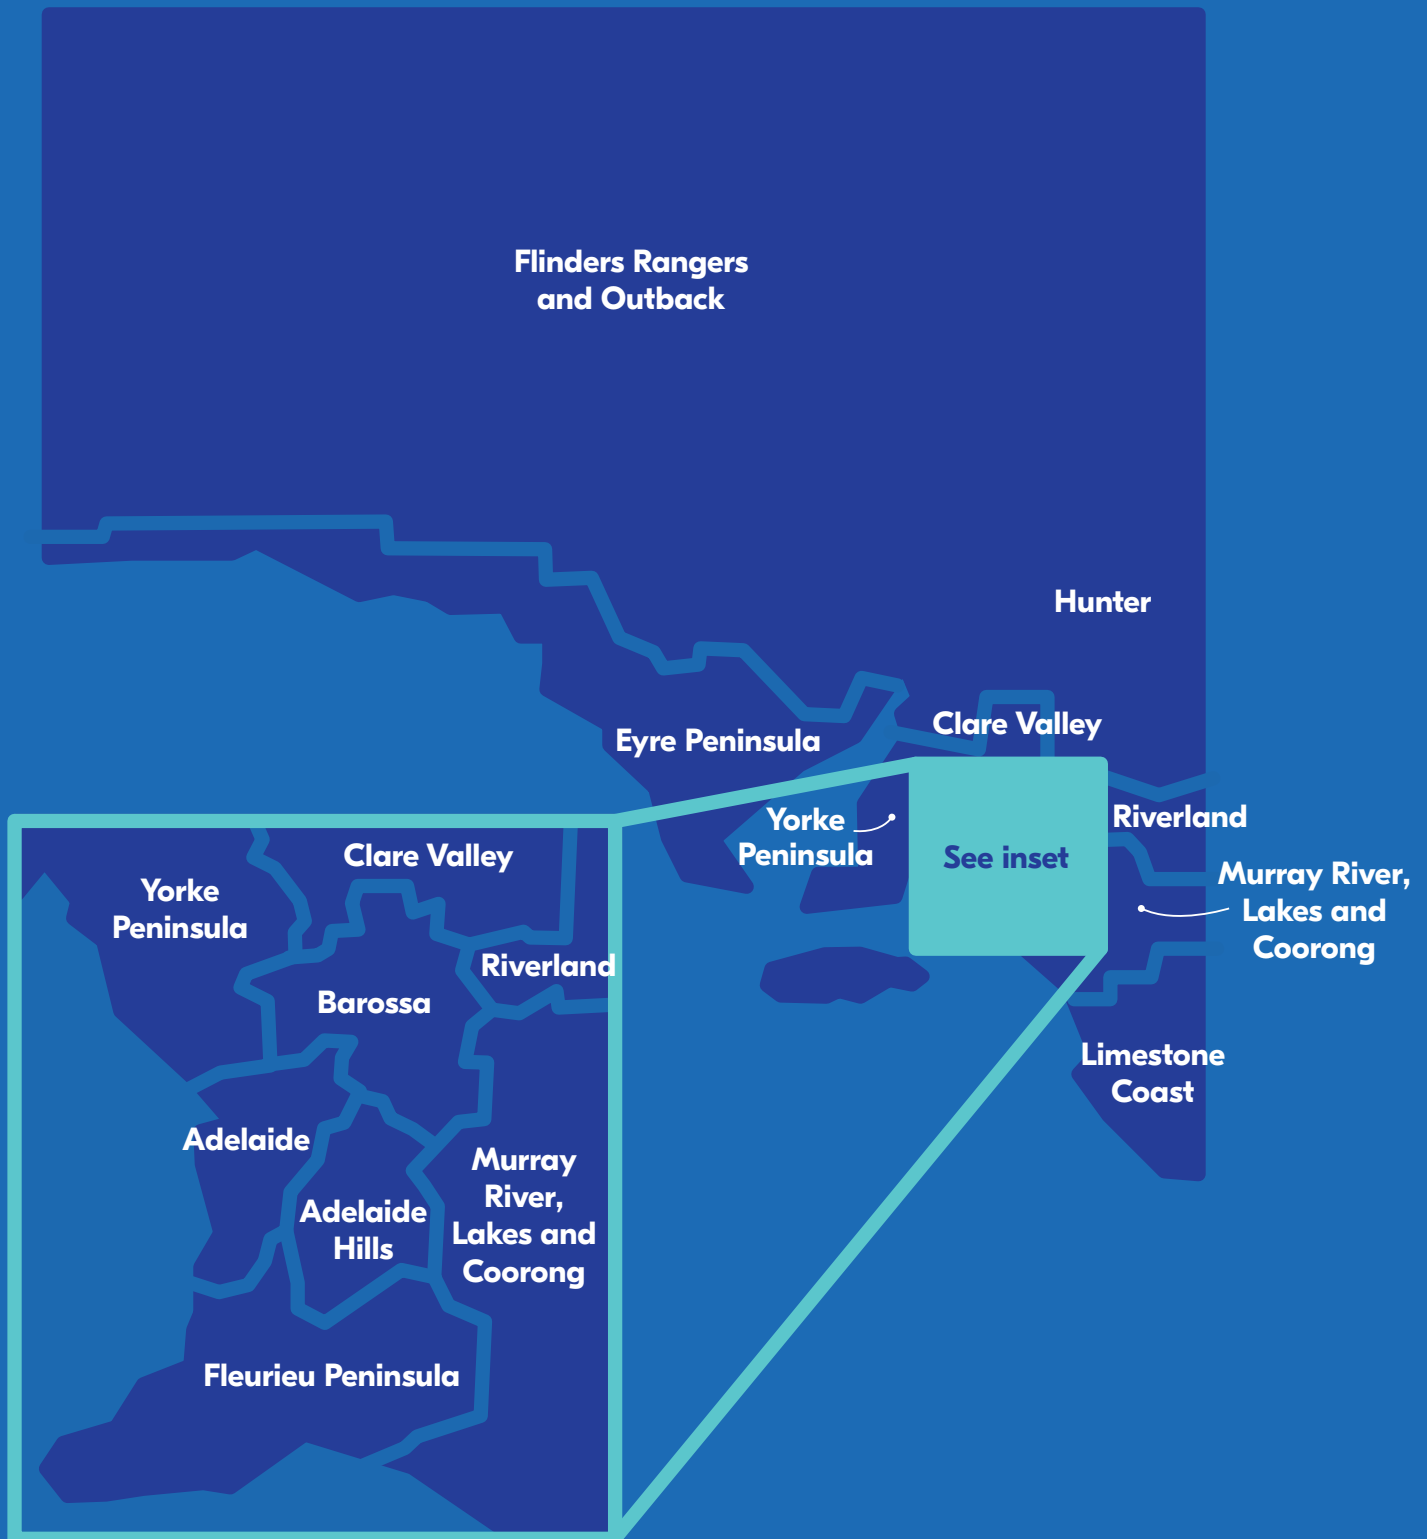 Flinders Rangers
and Outback
Hunter
Clare Valley
Eyre Peninsula
Yorke
Peninsula
See inset
Riverland
Murray River,
Lakes and
Coorong
Limestone
Coast
Clare Valley
Yorke
Peninsula
Riverland
Barossa
Adelaide
Murray
River,
Lakes and
Coorong
Adelaide
Hills
Fleurieu Peninsula